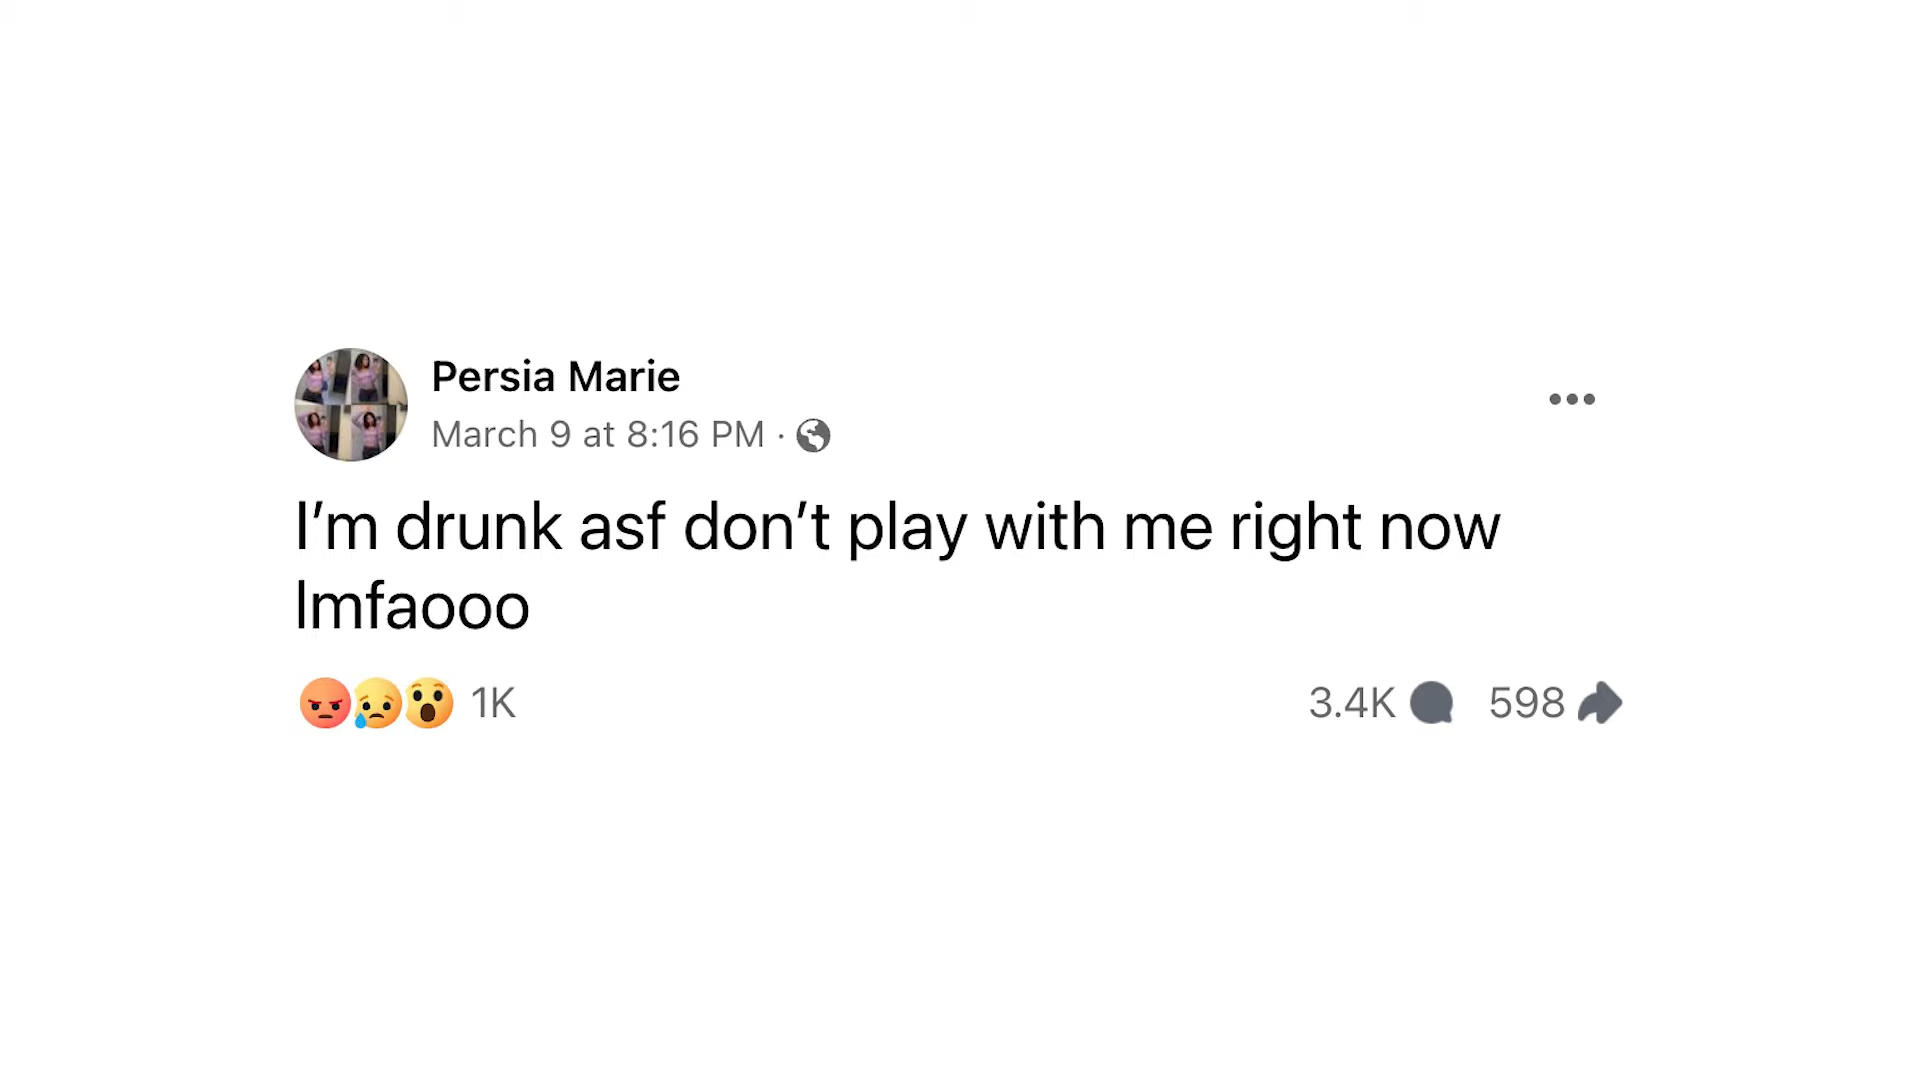 Persia Marie
March 9 at 8:16 PM ·
I’m drunk asf don’t play with me right now
lmfaooo
1K 3.4K 598